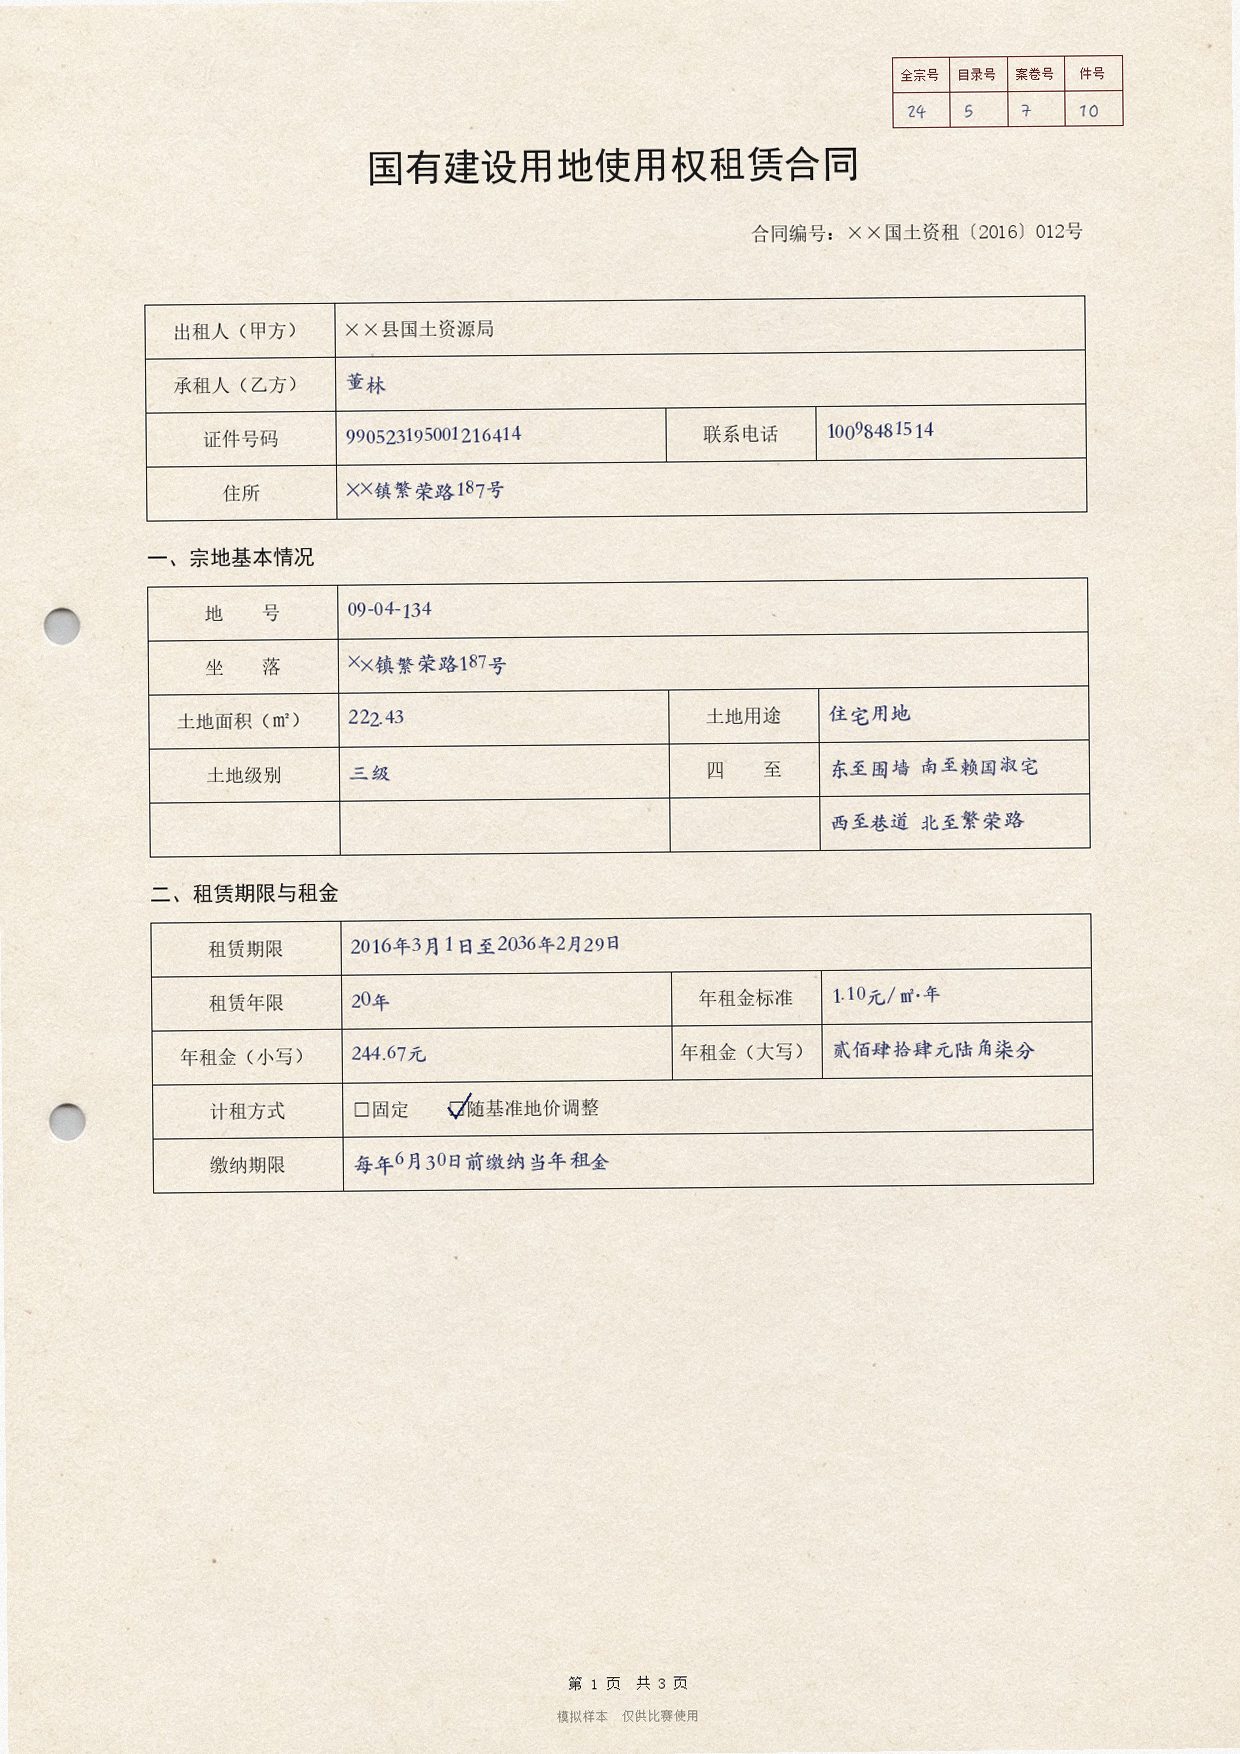 全宗号 目录号 案卷号 件号
24 5 7 10
国有建设用地使用权租赁合同
合同编号：××国土资租〔2016〕012号
出租人（甲方） ××县国土资源局
承租人（乙方） 董林
证件号码 990523195001216414 联系电话 10098481514
住所 ××镇繁荣路187号
一、宗地基本情况
地 号 09-04-134
坐 落 ××镇繁荣路187号
土地面积（㎡） 222.43 土地用途 住宅用地
土地级别 三级 四 至 东至围墙 南至赖国淑宅
西至巷道 北至繁荣路
二、租赁期限与租金
租赁期限 2016年3月1日至2036年2月29日
租赁年限 20年 年租金标准 1.10元/㎡·年
年租金（小写） 244.67元 年租金（大写） 贰佰肆拾肆元陆角柒分
计租方式 □固定 ☑随基准地价调整
缴纳期限 每年6月30日前缴纳当年租金
第 1 页 共 3 页
模拟样本 仅供比赛使用